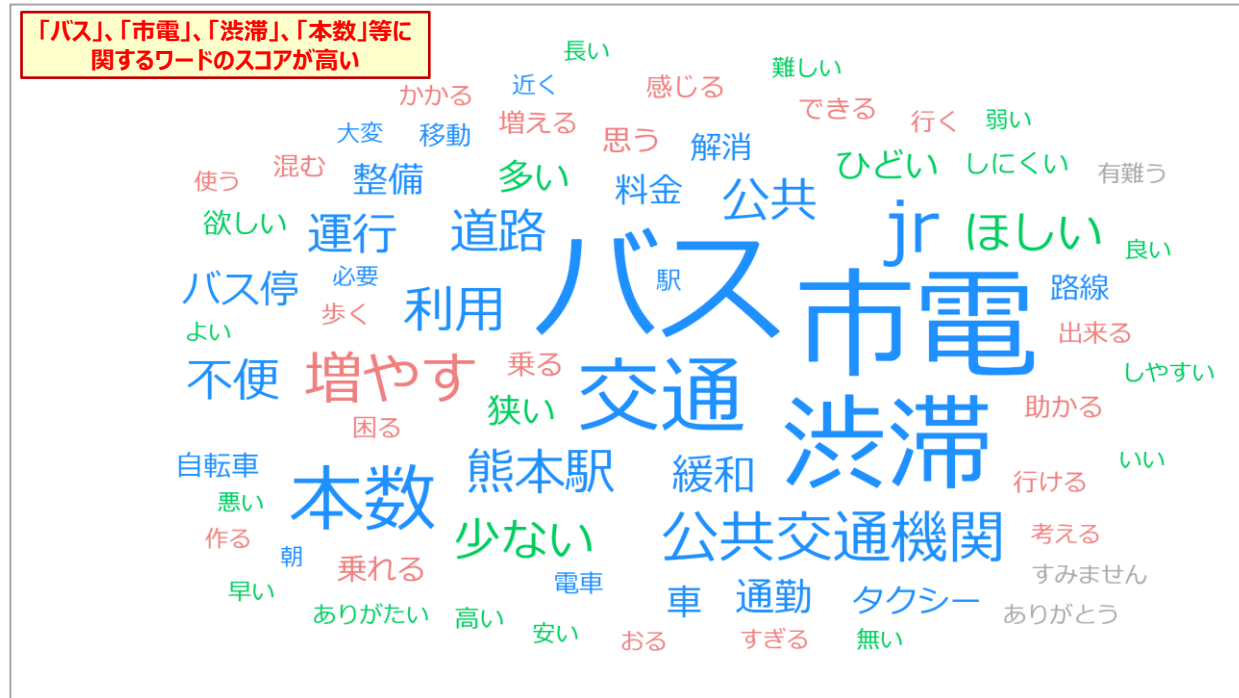 「バス」、「市電」、「渋滞」、「本数」等に
関するワードのスコアが高い
長い
難しい
近く
感じる
かかる
できる
行く
弱い
増える
大変
移動
思う
解消
ひどい
しにくい
有難う
混む
使う
整備
多い
料金
公共
欲しい
運行
道路
jr
ほしい
良い
バス
駅
市電
バス停
必要
利用
路線
歩く
よい
出来る
不便
増やす
乗る
交通
しやすい
狭い
助かる
困る
渋滞
自転車
熊本駅
緩和
いい
行ける
悪い
本数
作る
少ない
公共交通機関
考える
朝
乗れる
電車
すみません
早い
ありがたい
高い
安い
車
通勤
タクシー
ありがとう
おる
すぎる
無い